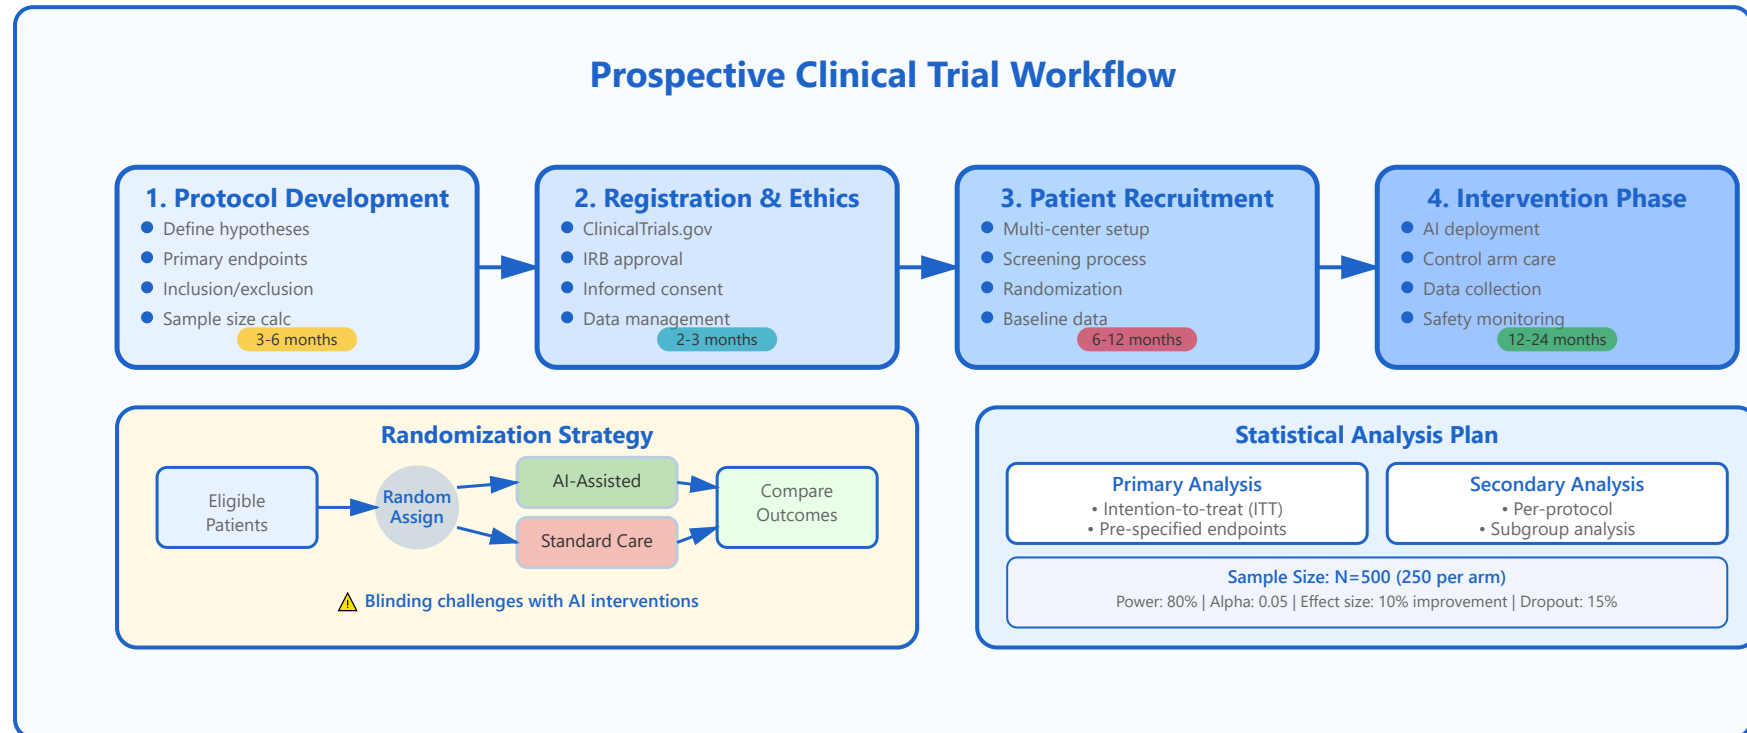 Prospective Clinical Trial Workflow
1. Protocol Development
Define hypotheses
Primary endpoints
Inclusion/exclusion
Sample size calc
3-6 months
2. Registration & Ethics
ClinicalTrials.gov
IRB approval
Informed consent
Data management
2-3 months
3. Patient Recruitment
Multi-center setup
Screening process
Randomization
Baseline data
6-12 months
4. Intervention Phase
AI deployment
Control arm care
Data collection
Safety monitoring
12-24 months
Randomization Strategy
Eligible
Patients
Random
Assign
AI-Assisted
Standard Care
Compare
Outcomes
⚠ Blinding challenges with AI interventions
Statistical Analysis Plan
Primary Analysis
• Intention-to-treat (ITT)
• Pre-specified endpoints
Secondary Analysis
• Per-protocol
• Subgroup analysis
Sample Size: N=500 (250 per arm)
Power: 80% | Alpha: 0.05 | Effect size: 10% improvement | Dropout: 15%